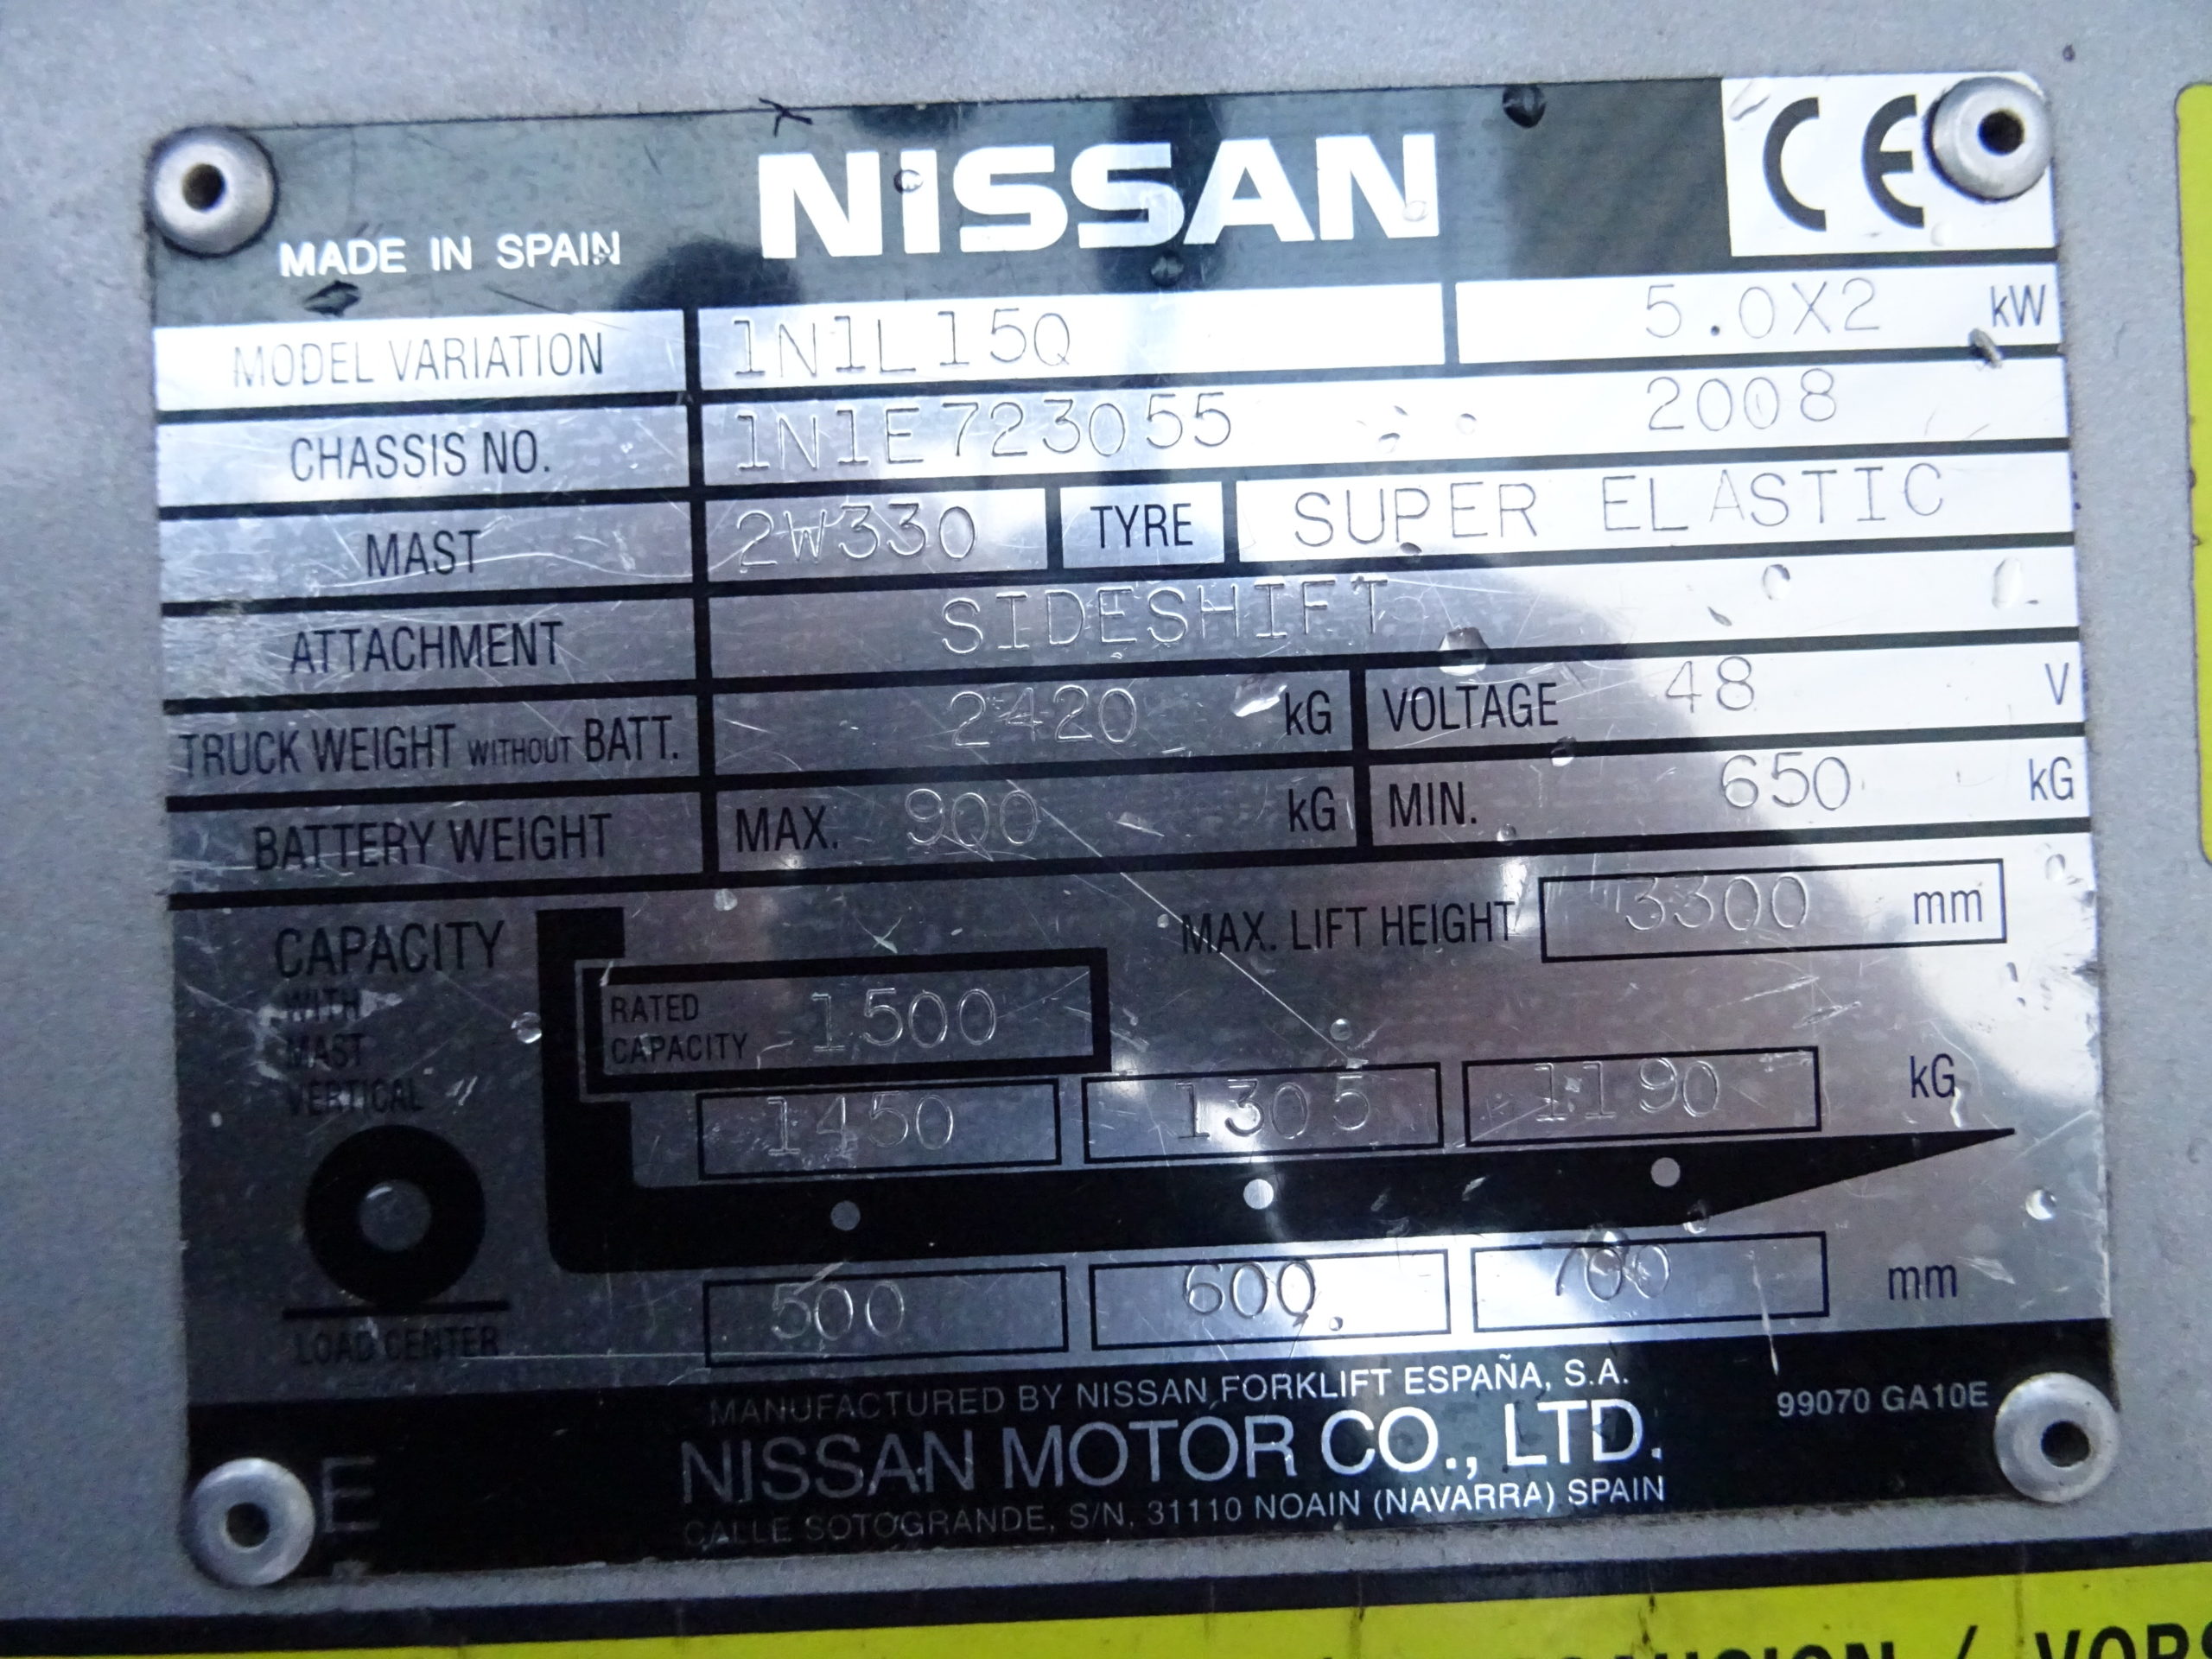 NISSAN CE
MADE IN SPAIN
MODEL VARIATION 1N1L15Q 5.0X2 kW
CHASSIS NO. 1N1E723055 2008
MAST 2W330 TYRE SUPER ELASTIC
ATTACHMENT SIDESHIFT
TRUCK WEIGHT WITHOUT BATT. 2420 kG VOLTAGE 48 V
BATTERY WEIGHT MAX. 900 kG MIN. 650 kG
MAX. LIFT HEIGHT 3300 mm
CAPACITY
WITH
MAST
VERTICAL
RATED
CAPACITY 1500
1450 1305 1190 kG
500 600 700 mm
LOAD CENTER
MANUFACTURED BY NISSAN FORKLIFT ESPAÑA, S.A.
99070 GA10E
NISSAN MOTOR CO., LTD.
E
CALLE SOTOGRANDE, S/N. 31110 NOAIN (NAVARRA) SPAIN